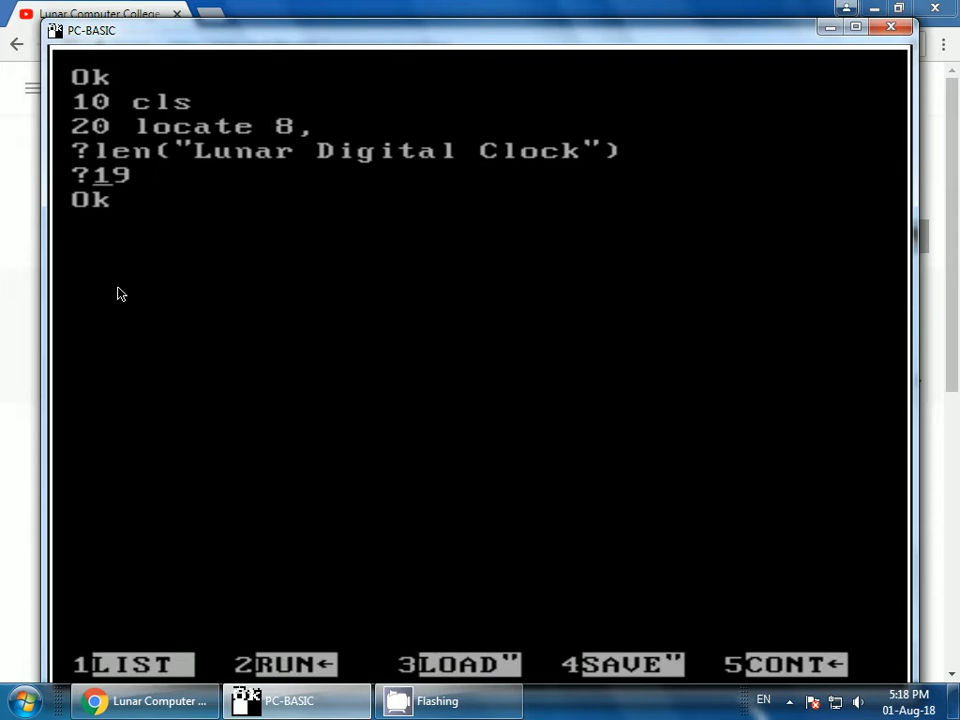 Lunar Computer College
PC-BASIC
Ok
10 cls
20 locate 8,
?len("Lunar Digital Clock")
?19
Ok
1LIST 2RUN← 3LOAD" 4SAVE" 5CONT←
Lunar Computer ... PC-BASIC Flashing EN 5:18 PM
01-Aug-18